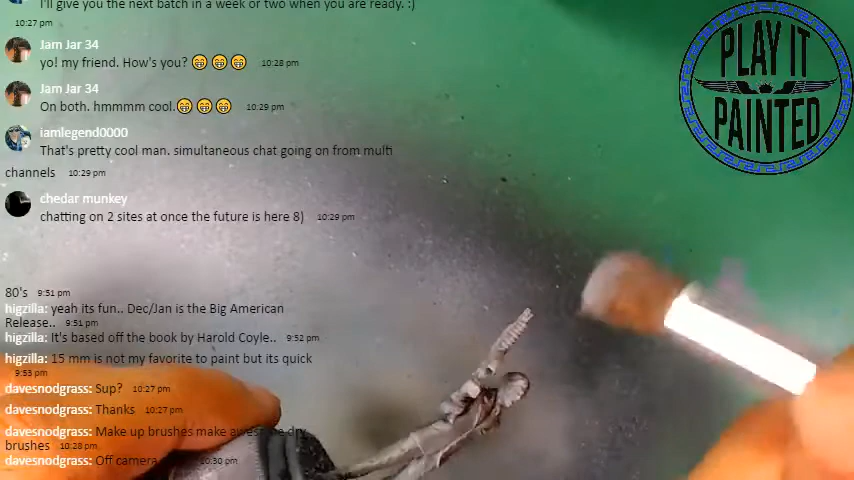 I'll give you the next batch in a week or two when you are ready. :)
10:27 pm
Jam Jar 34
yo! my friend. How's you? 😁😁😁 10:28 pm
Jam Jar 34
On both. hmmmm cool.😁😁😁 10:29 pm
iamlegend0000
That's pretty cool man. simultaneous chat going on from multi
channels 10:29 pm
chedar munkey
chatting on 2 sites at once the future is here 8) 10:29 pm
80's 9:51 pm
higzilla: yeah its fun.. Dec/Jan is the Big American
Release.. 9:51 pm
higzilla: It's based off the book by Harold Coyle.. 9:52 pm
higzilla: 15 mm is not my favorite to paint but its quick
9:53 pm
davesnodgrass: Sup? 10:27 pm
davesnodgrass: Thanks 10:27 pm
davesnodgrass: Make up brushes make awesome dry
brushes 10:28 pm
davesnodgrass: Off camera 10:30 pm
PLAY IT
PAINTED